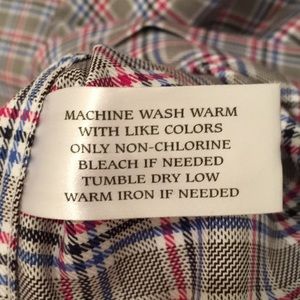 MACHINE WASH WARM
WITH LIKE COLORS
ONLY NON-CHLORINE
BLEACH IF NEEDED
TUMBLE DRY LOW
WARM IRON IF NEEDED